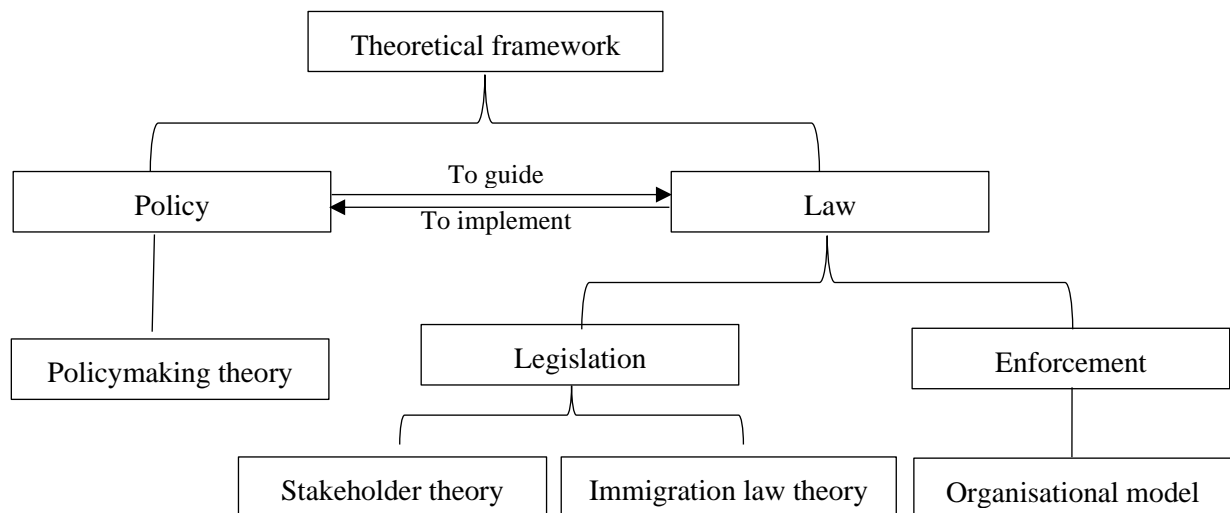 Theoretical framework
To guide
Policy
Law
To implement
Legislation
Policymaking theory
Enforcement
Stakeholder theory
Immigration law theory
Organisational model